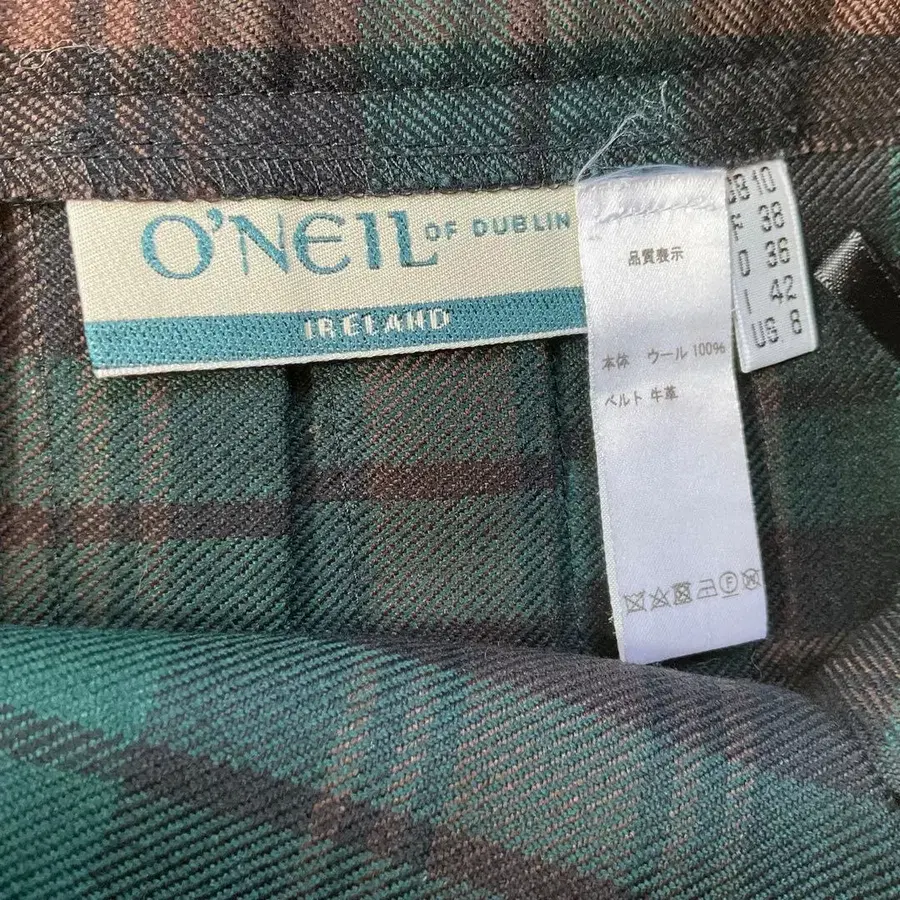 O'NEIL OF DUBLIN
IRELAND
品質表示
本体 ウール 100%
ベルト 牛革
GB 10
F 38
D 36
I 42
US 8